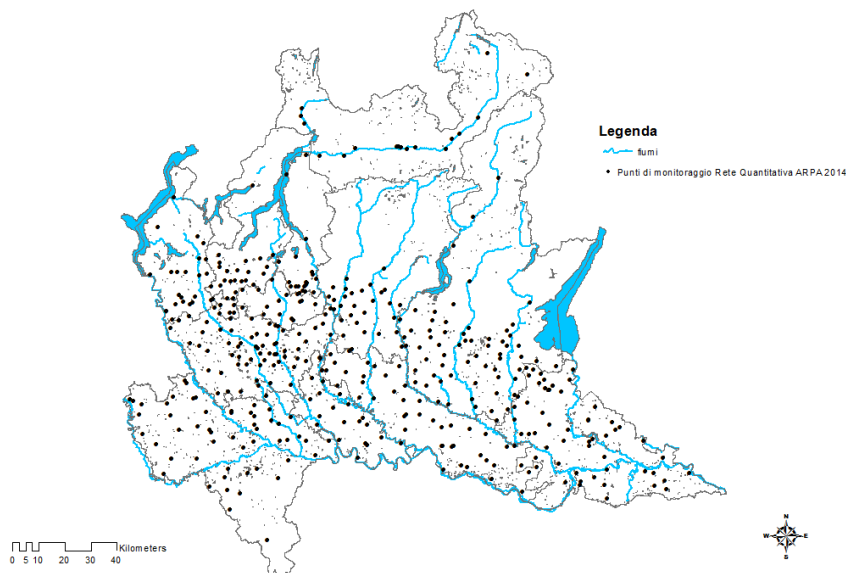 Legenda
fiumi
Punti di monitoraggio Rete Quantitativa ARPA 2014
N
W E
S
Kilometers
0 5 10 20 30 40